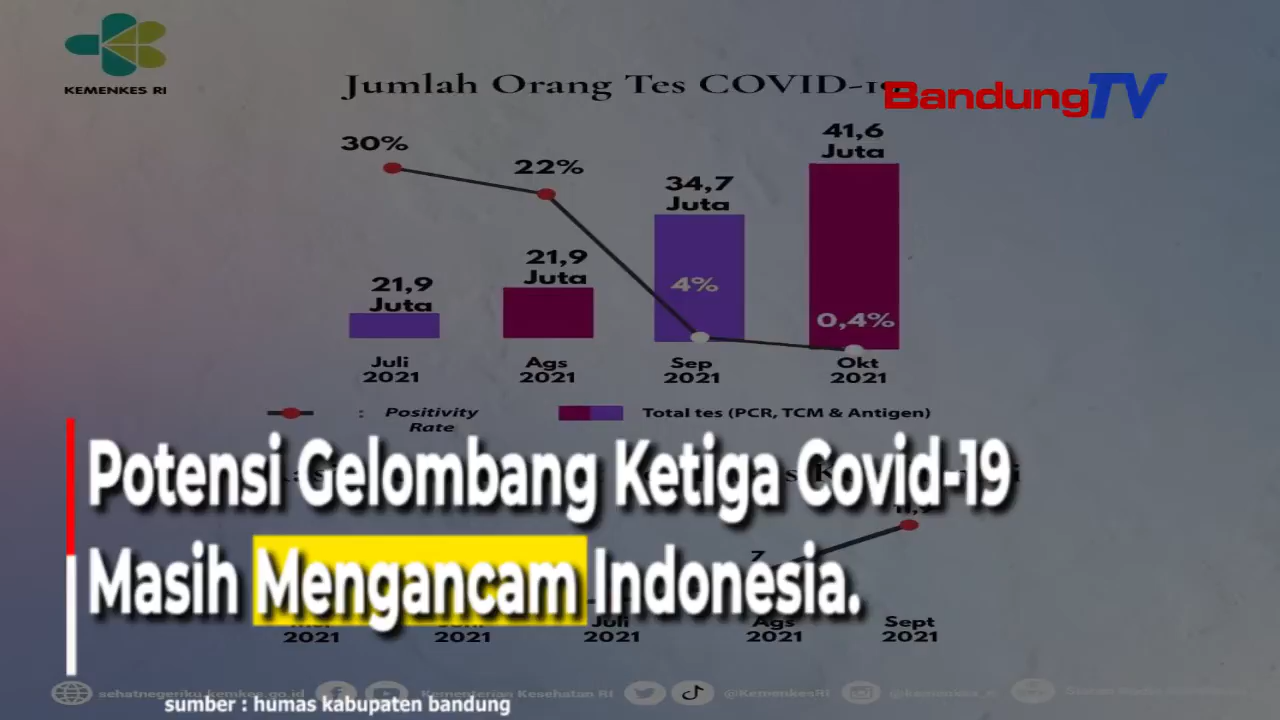 KEMENKES RI
Jumlah Orang Tes COVID-19
BandungTV
30%
22%
34,7
Juta
41,6
Juta
21,9
Juta
21,9
Juta
4%
0,4%
Juli
2021
Ags
2021
Sep
2021
Okt
2021
: Positivity
Rate
Total tes (PCR, TCM & Antigen)
Potensi Gelombang Ketiga Covid-19
Masih Mengancam Indonesia.
7
2021
2021
Juli
2021
Ags
2021
Sept
2021
sehatnegeriku.kemkes.go.id
Kementerian Kesehatan RI
@KemenkesRI
sumber : humas kabupaten bandung